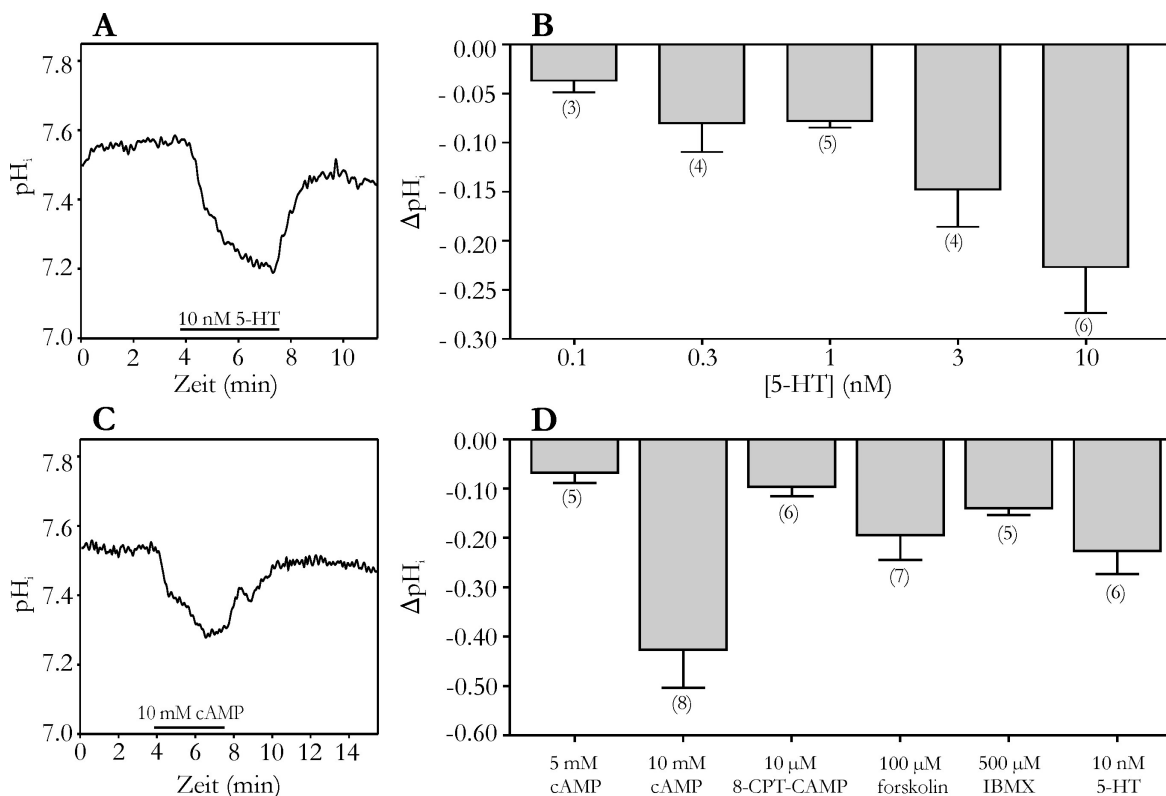 A
7.8
7.6
7.4
7.2
7.0
pHi
10 nM 5-HT
0 2 4 6 8 10
Zeit (min)
B
0.00
- 0.05
- 0.10
- 0.15
- 0.20
- 0.25
- 0.30
ΔpHi
(3)
(4)
(5)
(4)
(6)
0.1 0.3 1 3 10
[5-HT] (nM)
C
7.8
7.6
7.4
7.2
7.0
pHi
10 mM cAMP
0 2 4 6 8 10 12 14
Zeit (min)
D
0.00
-0.10
-0.20
-0.30
-0.40
-0.50
-0.60
ΔpHi
(5)
(8)
(6)
(7)
(5)
(6)
5 mM 10 mM 10 μM 100 μM 500 μM 10 nM
cAMP cAMP 8-CPT-CAMP forskolin IBMX 5-HT